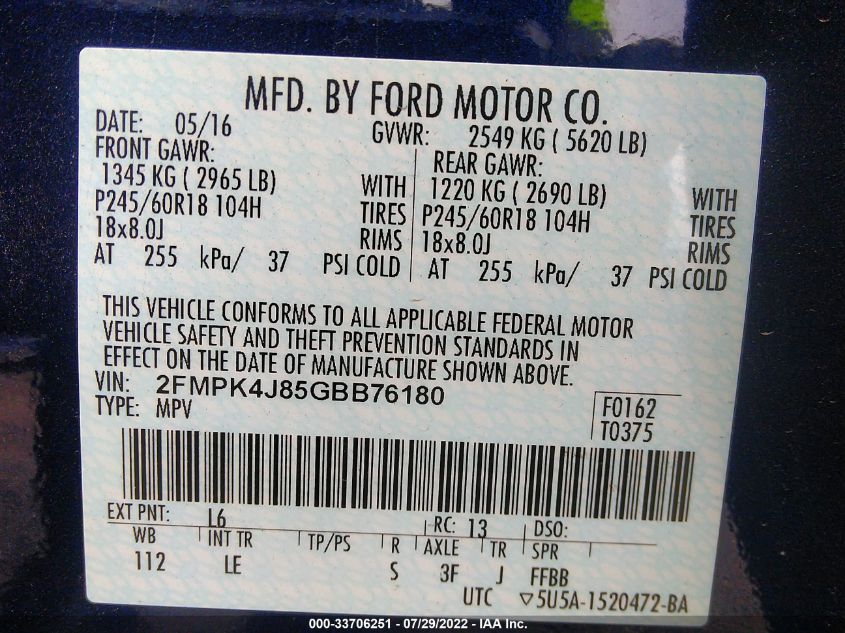 MFD. BY FORD MOTOR CO.
DATE: 05/16 GVWR: 2549 KG ( 5620 LB)
FRONT GAWR: REAR GAWR:
1345 KG ( 2965 LB) WITH 1220 KG ( 2690 LB) WITH
P245/60R18 104H TIRES P245/60R18 104H TIRES
18x8.0J RIMS 18x8.0J RIMS
AT 255 kPa/ 37 PSI COLD AT 255 kPa/ 37 PSI COLD
THIS VEHICLE CONFORMS TO ALL APPLICABLE FEDERAL MOTOR
VEHICLE SAFETY AND THEFT PREVENTION STANDARDS IN
EFFECT ON THE DATE OF MANUFACTURE SHOWN ABOVE.
VIN: 2FMPK4J85GBB76180
TYPE: MPV
F0162
T0375
EXT PNT: L6 RC: 13 DSO:
WB INT TR TP/PS R AXLE TR SPR
112 LE S 3F J FFBB
UTC ▽5U5A-1520472-BA
000-33706251 - 07/29/2022 - IAA Inc.